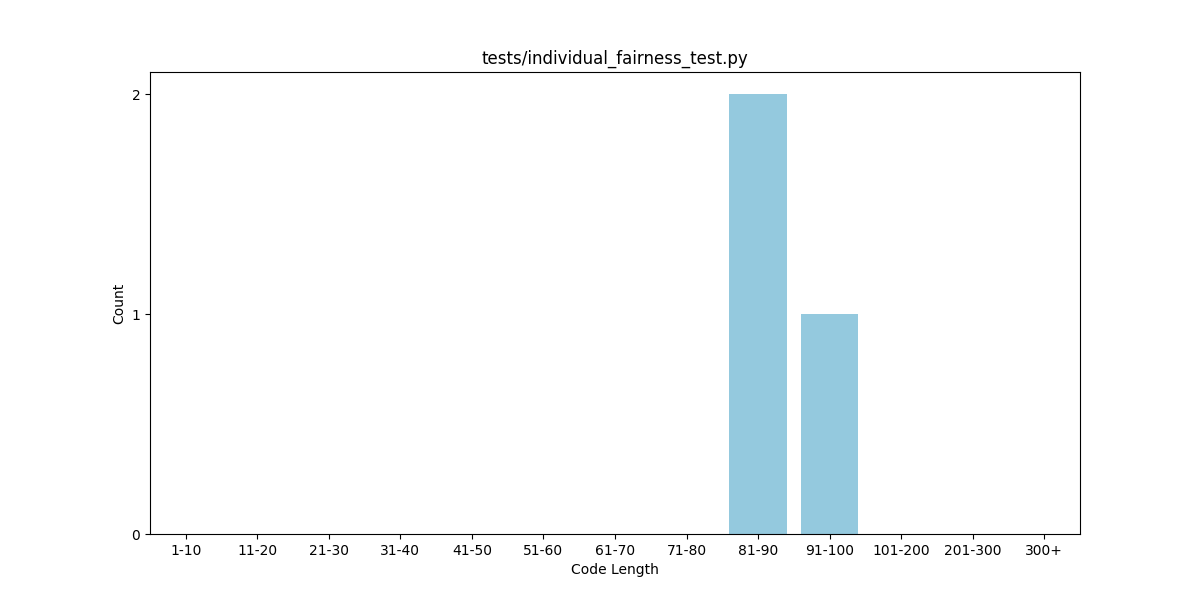 tests/individual_fairness_test.py
2
1
0
Count
1-10 11-20 21-30 31-40 41-50 51-60 61-70 71-80 81-90 91-100 101-200 201-300 300+
Code Length